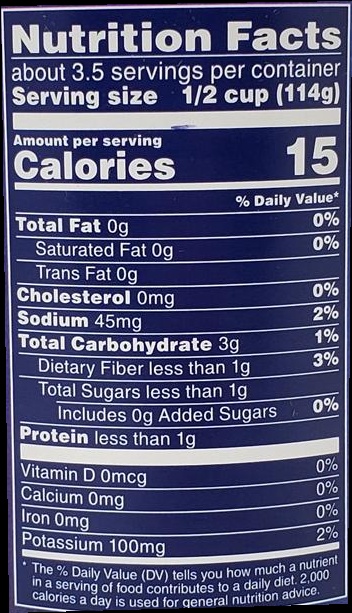 Nutrition Facts
about 3.5 servings per container
Serving size 1/2 cup (114g)
Amount per serving
Calories 15
% Daily Value*
Total Fat 0g 0%
Saturated Fat 0g 0%
Trans Fat 0g
Cholesterol 0mg 0%
Sodium 45mg 2%
Total Carbohydrate 3g 1%
Dietary Fiber less than 1g 3%
Total Sugars less than 1g
Includes 0g Added Sugars 0%
Protein less than 1g
Vitamin D 0mcg 0%
Calcium 0mg 0%
Iron 0mg 0%
Potassium 100mg 2%
* The % Daily Value (DV) tells you how much a nutrient
in a serving of food contributes to a daily diet. 2,000
calories a day is used for general nutrition advice.